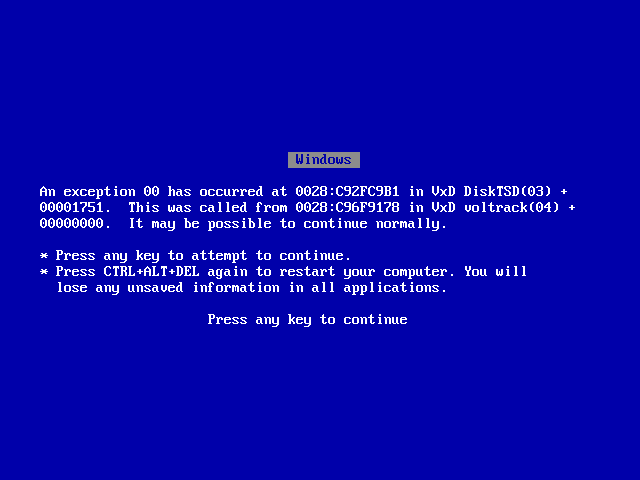 Windows
An exception 00 has occurred at 0028:C92FC9B1 in VxD DiskTSD(03) +
00001751.  This was called from 0028:C96F9178 in VxD voltrack(04) +
00000000.  It may be possible to continue normally.
* Press any key to attempt to continue.
* Press CTRL+ALT+DEL again to restart your computer. You will
lose any unsaved information in all applications.
Press any key to continue